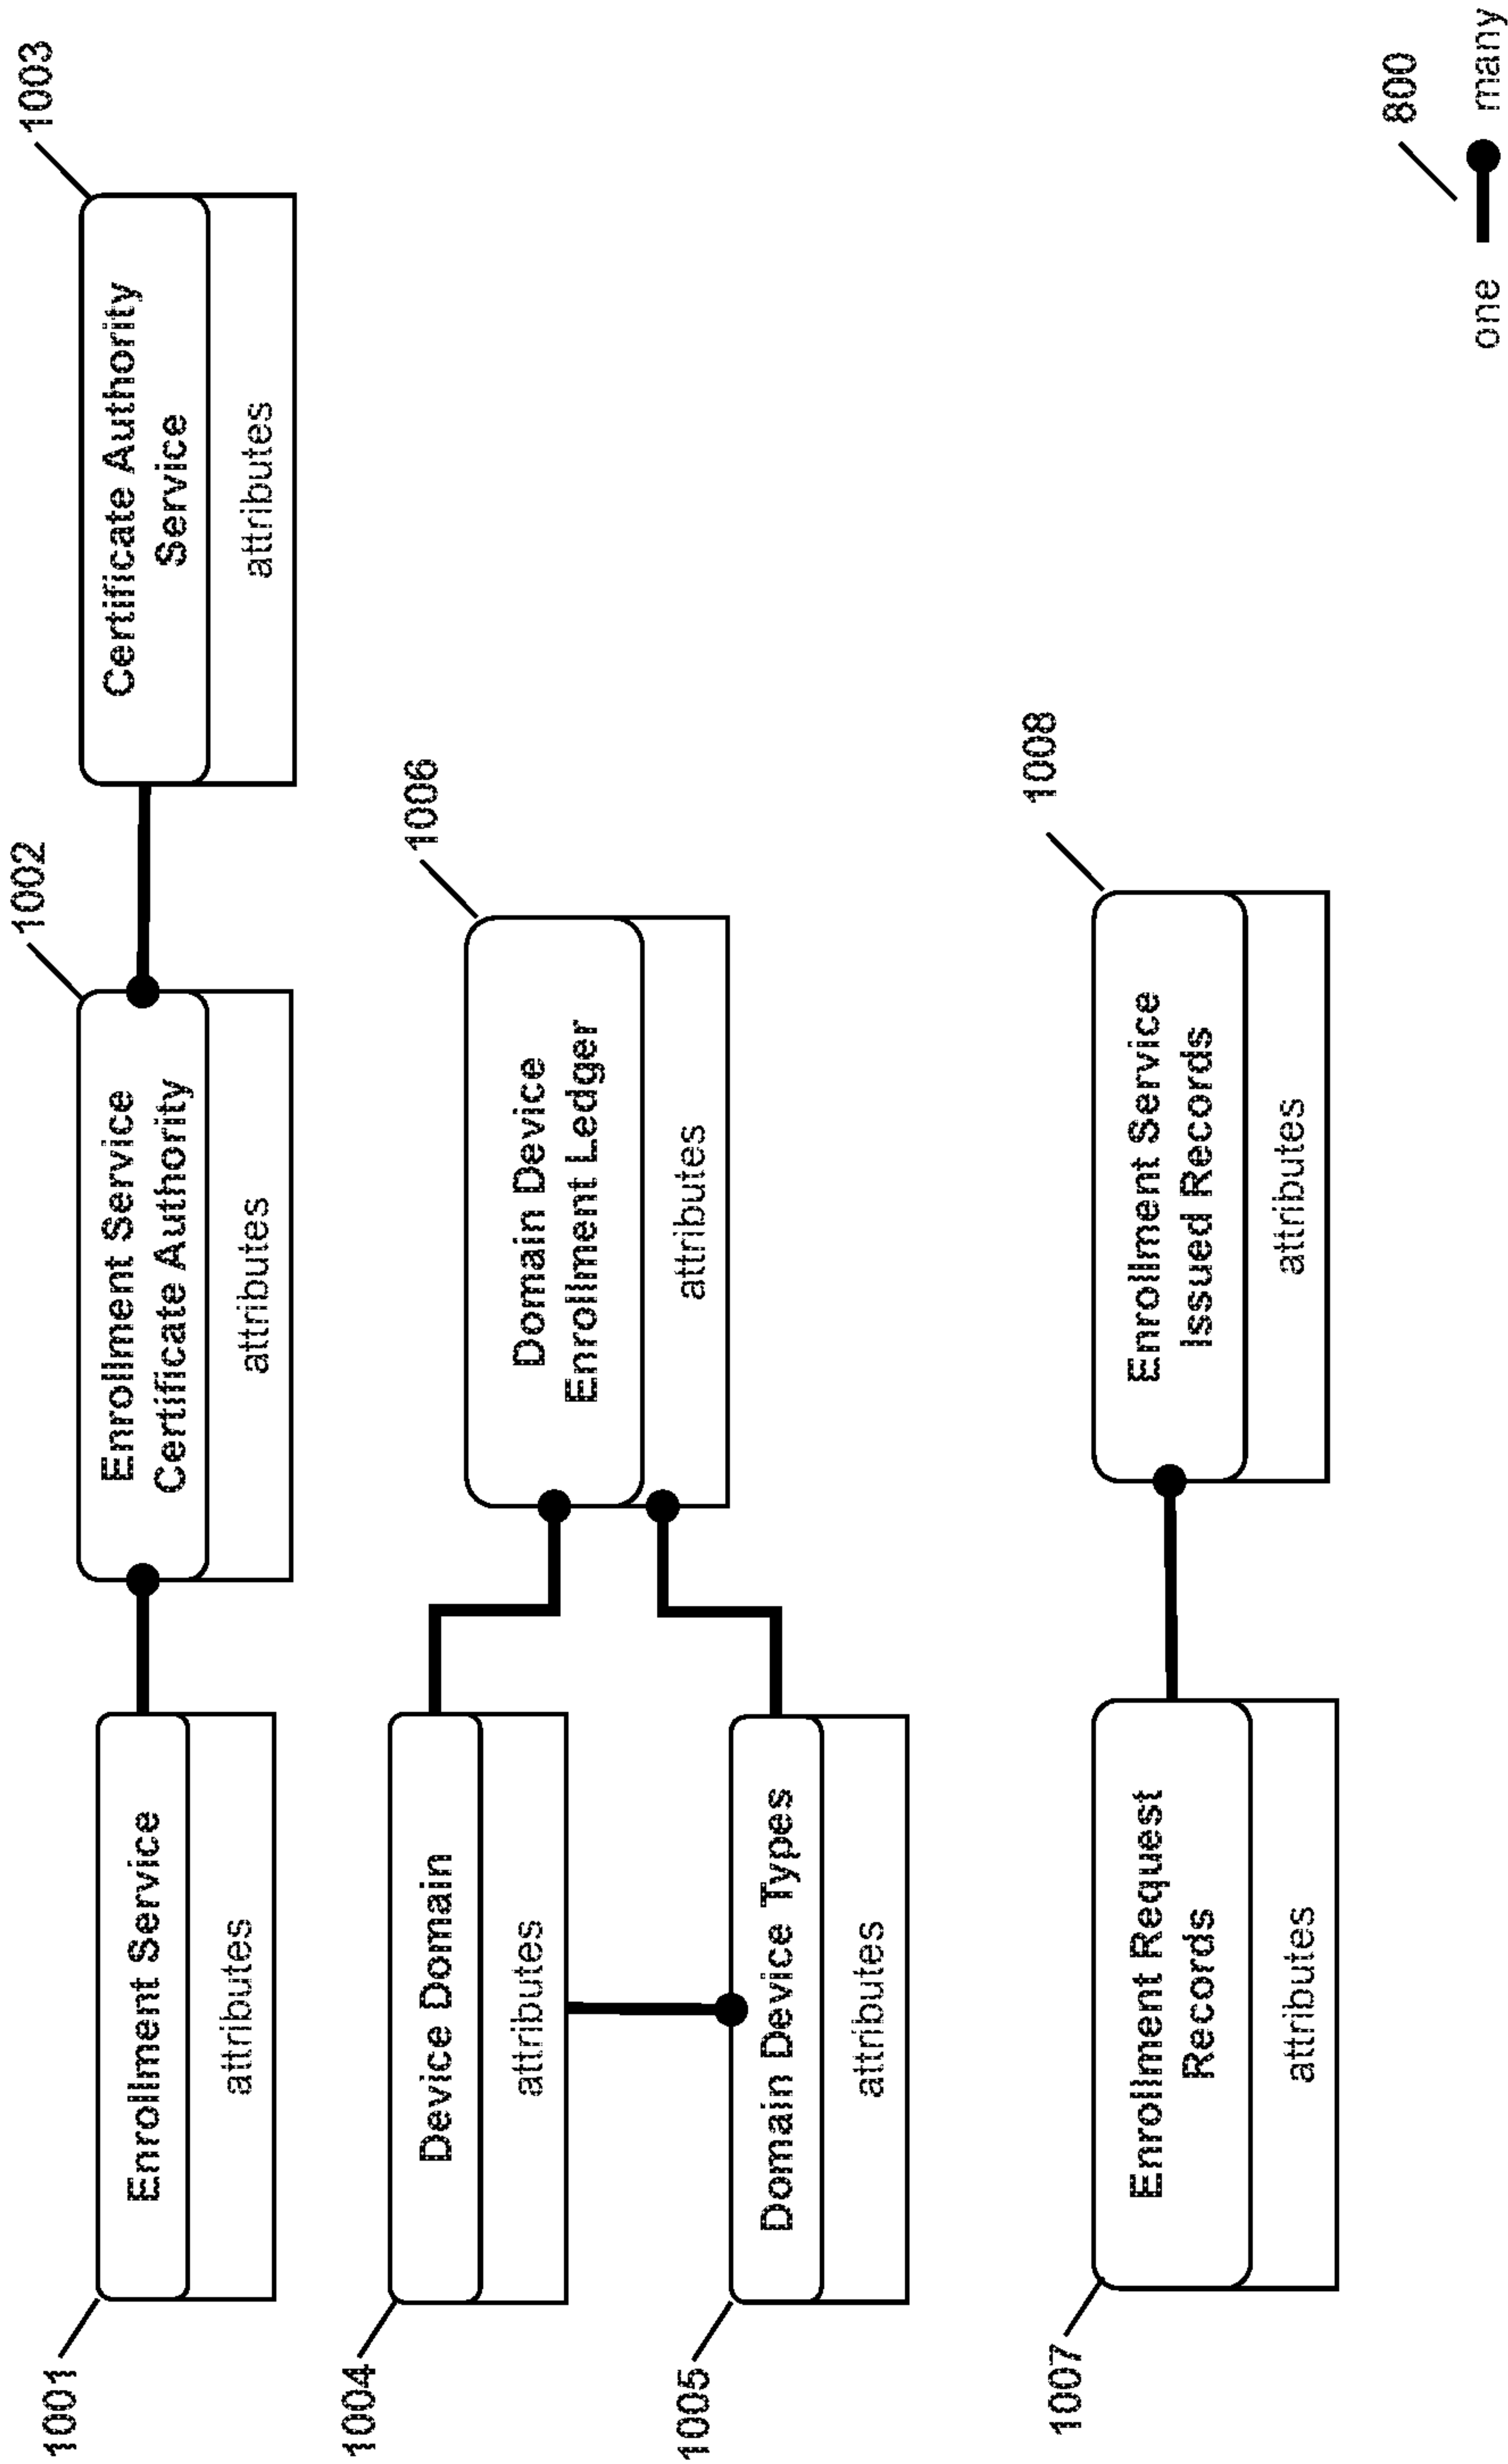 1001
Enrollment Service
attributes
1002
Enrollment Service
Certificate Authority
attributes
1003
Certificate Authority
Service
attributes
1004
Device Domain
attributes
1005
Domain Device Types
attributes
1006
Domain Device
Enrollment Ledger
attributes
1007
Enrollment Request
Records
attributes
1008
Enrollment Service
Issued Records
attributes
800
one many